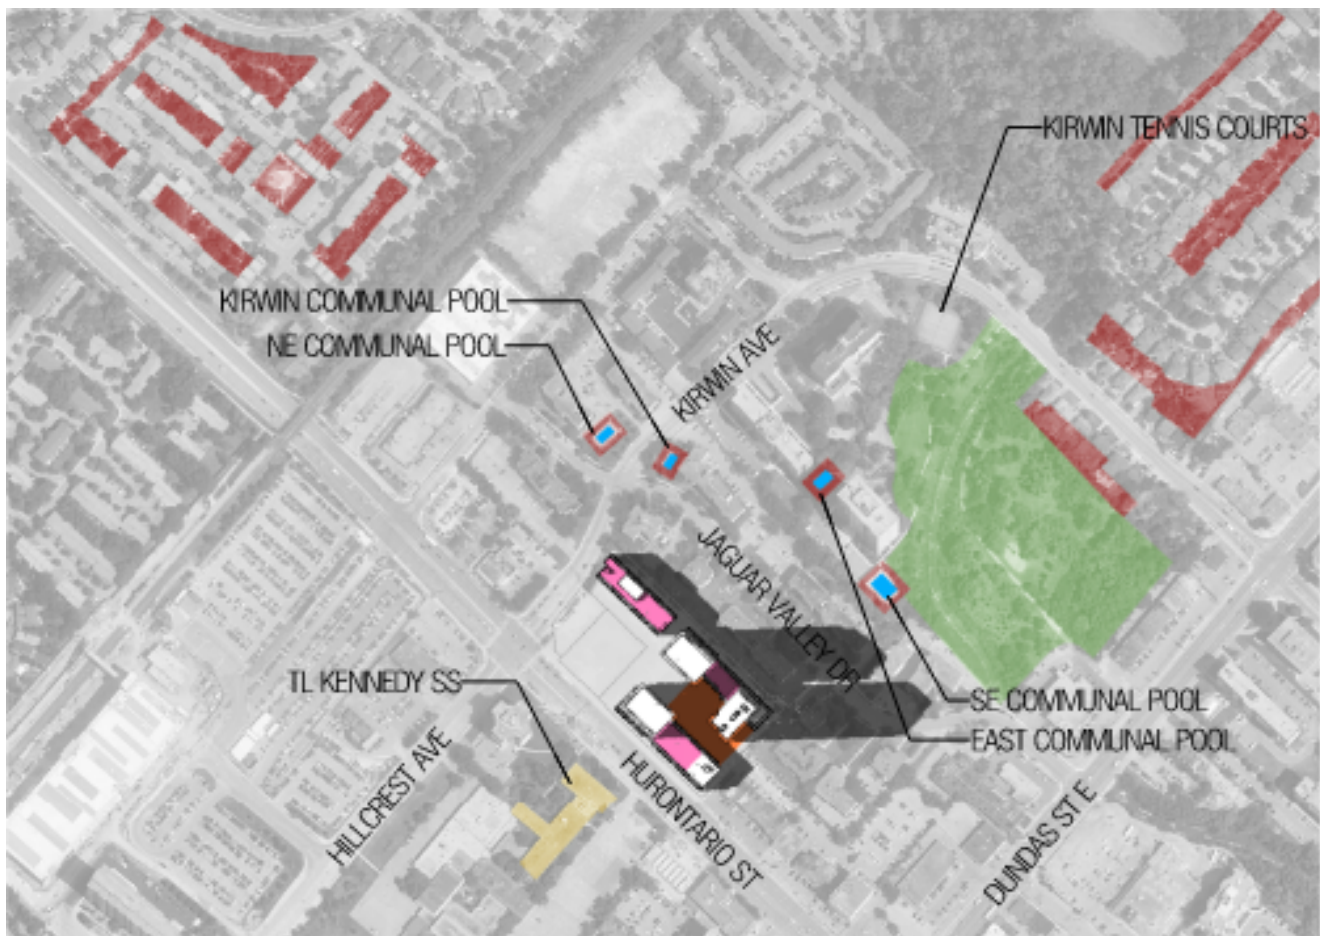 KIRWIN TENNIS COURTS
KIRWIN COMMUNAL POOL
NE COMMUNAL POOL
KIRWIN AVE
JAGUAR VALLEY DR
TL KENNEDY SS
SE COMMUNAL POOL
EAST COMMUNAL POOL
HILLCREST AVE
HURONTARIO ST
DUNDAS ST E